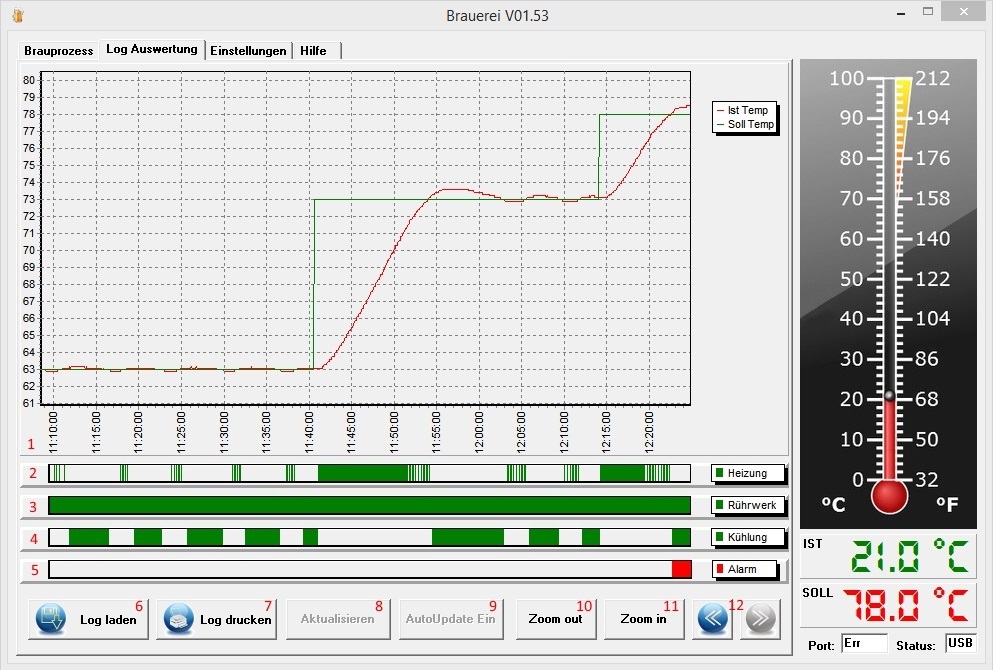 Brauerei V01.53
Brauprozess Log Auswertung Einstellungen Hilfe
80
79
78
77
76
75
74
73
72
71
70
69
68
67
66
65
64
63
62
61
Ist Temp
Soll Temp
11:10:00 11:15:00 11:20:00 11:25:00 11:30:00 11:35:00 11:40:00 11:45:00 11:50:00 11:55:00 12:00:00 12:05:00 12:10:00 12:15:00 12:20:00
1
2 Heizung
3 Rührwerk
4 Kühlung
5 Alarm
Log laden 6
Log drucken 7
Aktualisieren 8
AutoUpdate Ein 9
Zoom out 10
Zoom in 11
12
100 212
90 194
80 176
70 158
60 140
50 122
40 104
30 86
20 68
10 50
0 32
ºC ºF
IST 21.0 °C
SOLL 78.0 °C
Port: Err Status: USB